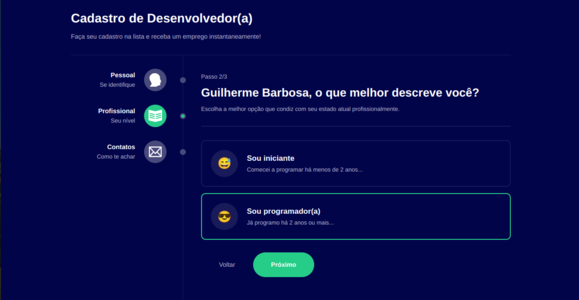 Cadastro de Desenvolvedor(a)
Faça seu cadastro na lista e receba um emprego instantaneamente!
Pessoal
Se identifique
Profissional
Seu nível
Contatos
Como te achar
Passo 2/3
Guilherme Barbosa, o que melhor descreve você?
Escolha a melhor opção que condiz com seu estado atual profissionalmente.
Sou iniciante
Comecei a programar há menos de 2 anos...
Sou programador(a)
Já programo há 2 anos ou mais...
Voltar
Próximo